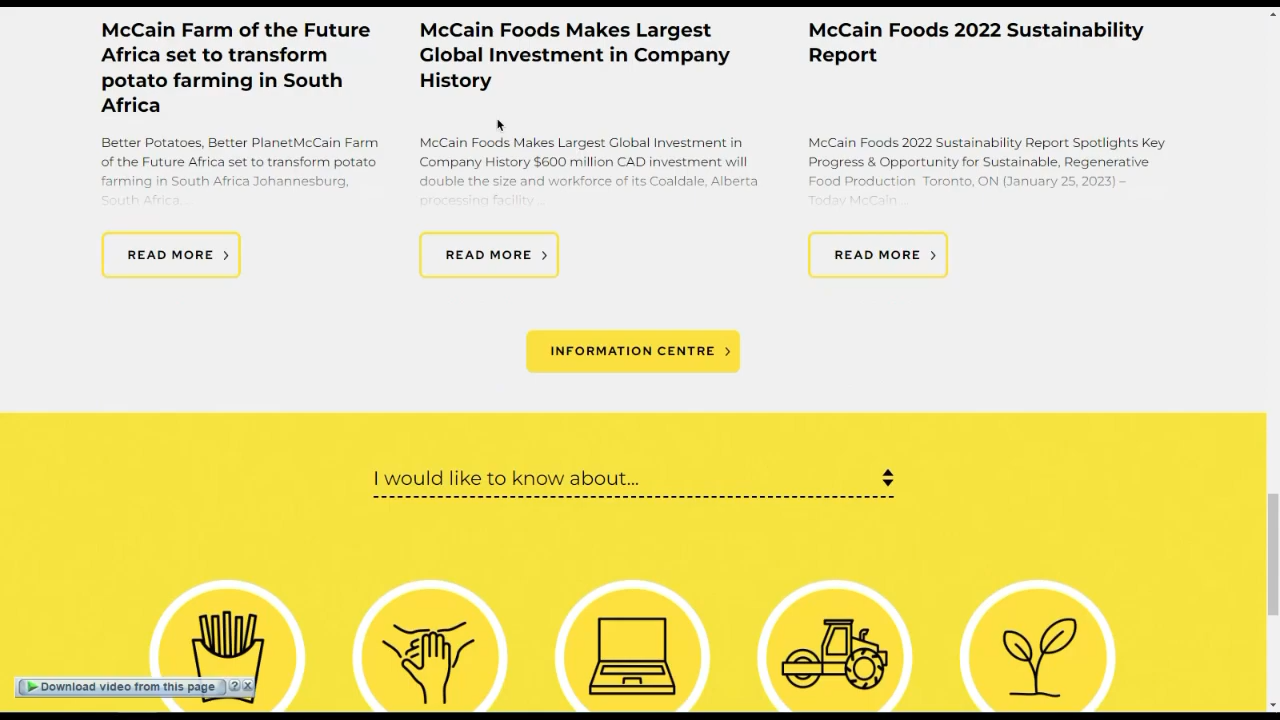 McCain Farm of the Future
Africa set to transform
potato farming in South
Africa
Better Potatoes, Better PlanetMcCain Farm
of the Future Africa set to transform potato
farming in South Africa Johannesburg,
South Africa...
READ MORE
McCain Foods Makes Largest
Global Investment in Company
History
McCain Foods Makes Largest Global Investment in
Company History $600 million CAD investment will
double the size and workforce of its Coaldale, Alberta
processing facility ...
READ MORE
McCain Foods 2022 Sustainability
Report
McCain Foods 2022 Sustainability Report Spotlights Key
Progress & Opportunity for Sustainable, Regenerative
Food Production  Toronto, ON (January 25, 2023) –
Today McCain ...
READ MORE
INFORMATION CENTRE
I would like to know about...
Download video from this page ? X